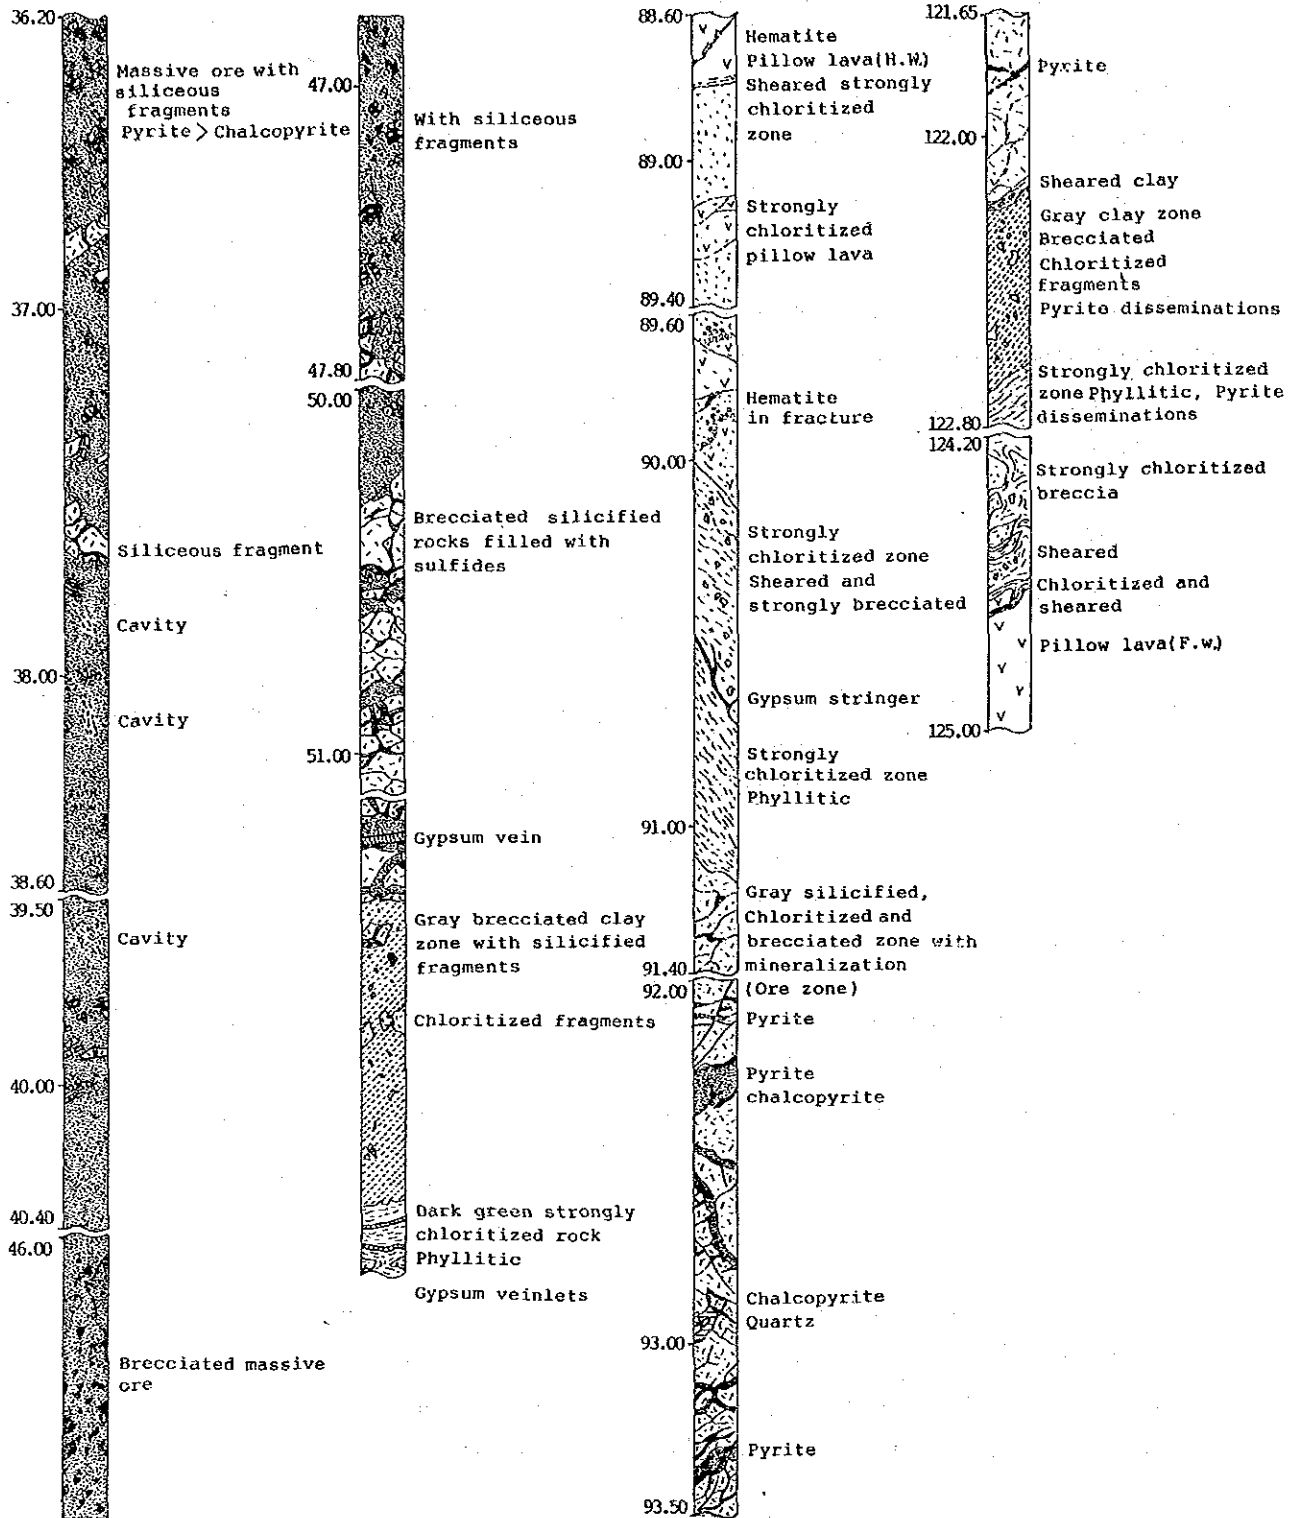 36.20
Massive ore with
siliceous
fragments
Pyrite > Chalcopyrite
37.00
Siliceous fragment
Cavity
38.00
Cavity
38.60
39.50
Cavity
40.00
40.40
46.00
Brecciated massive
ore
47.00
With siliceous
fragments
47.80
50.00
Brecciated silicified
rocks filled with
sulfides
51.00
Gypsum vein
Gray brecciated clay
zone with silicified
fragments
Chloritized fragments
Dark green strongly
chloritized rock
Phyllitic
Gypsum veinlets
88.60
Hematite
Pillow lava(H.W.)
Sheared strongly
chloritized
zone
89.00
Strongly
chloritized
pillow lava
89.40
89.60
Hematite
in fracture
90.00
Strongly
chloritized zone
Sheared and
strongly brecciated
Gypsum stringer
Strongly
chloritized zone
Phyllitic
91.00
Gray silicified,
Chloritized and
brecciated zone with
mineralization
(Ore zone)
91.40
92.00
Pyrite
Pyrite
chalcopyrite
Chalcopyrite
Quartz
93.00
Pyrite
93.50
121.65
Pyrite
122.00
Sheared clay
Gray clay zone
Brecciated
Chloritized
fragments
Pyrite disseminations
Strongly chloritized
zone Phyllitic, Pyrite
disseminations
122.80
124.20
Strongly chloritized
breccia
Sheared
Chloritized and
sheared
Pillow lava(F.w.)
125.00